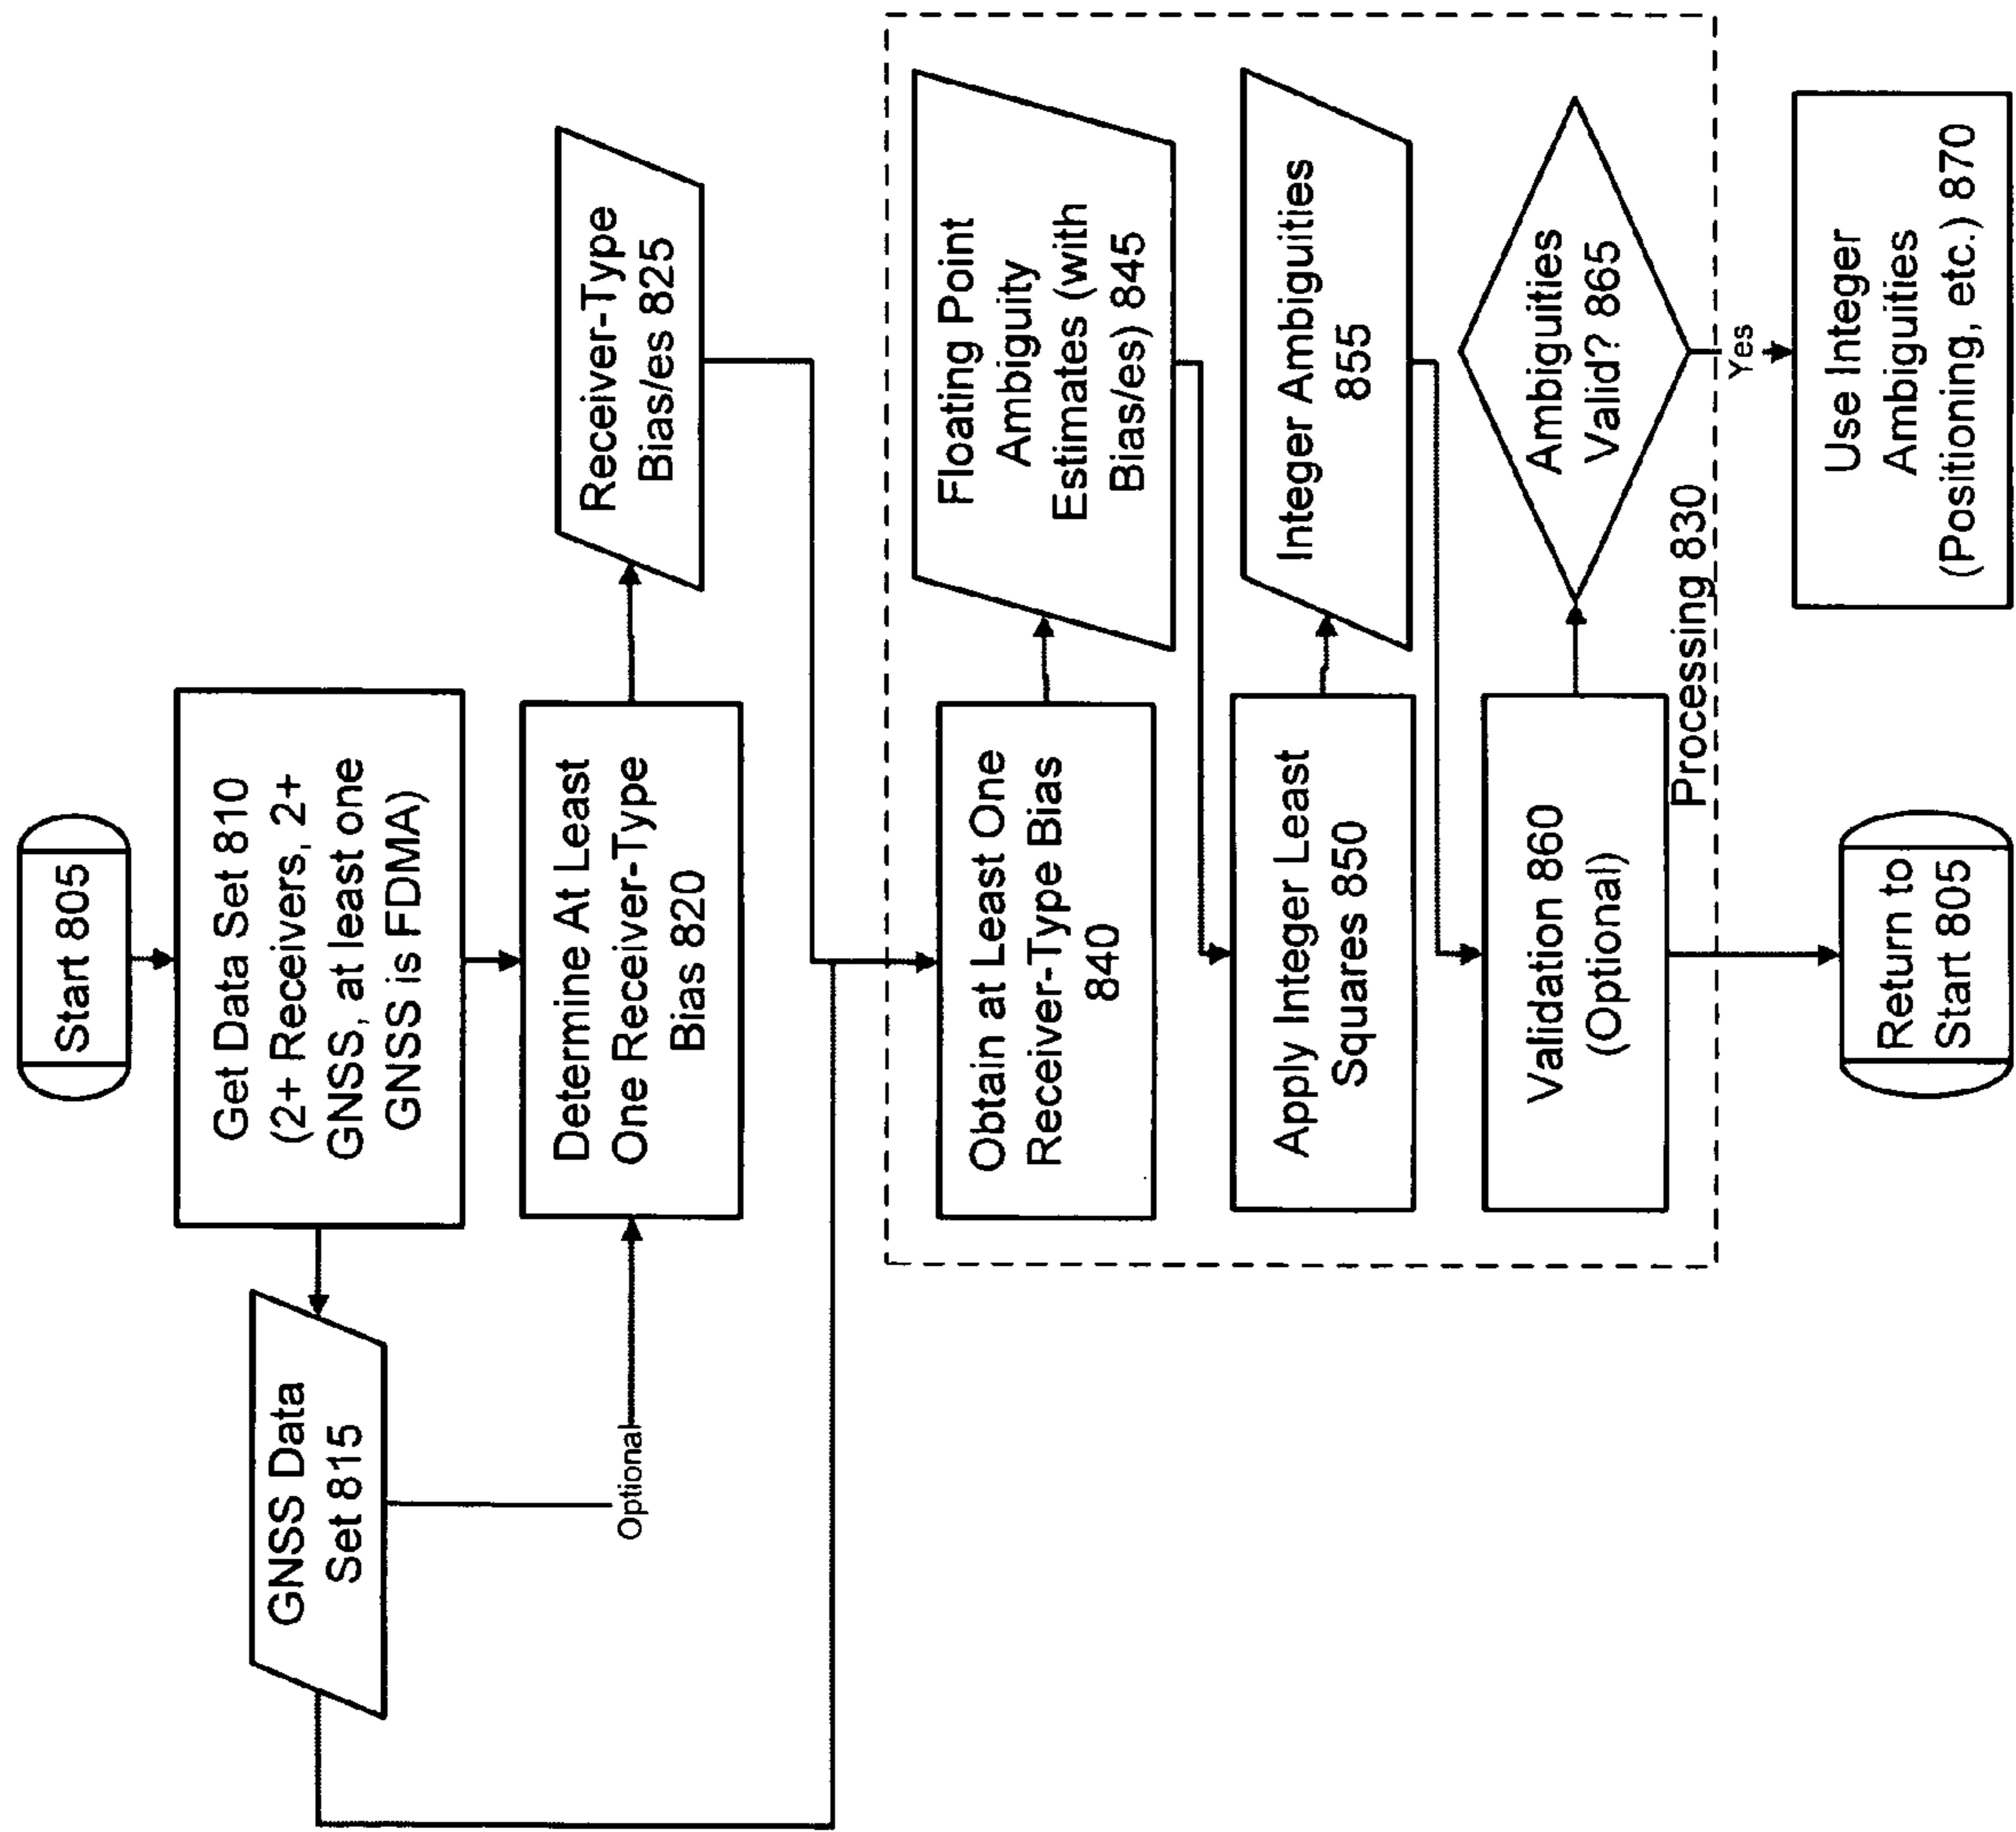 Start 805
Get Data Set 810
(2+ Receivers, 2+
GNSS, at least one
GNSS is FDMA)
GNSS Data
Set 815
Optional
Determine At Least
One Receiver-Type
Bias 820
Receiver-Type
Bias/es 825
Obtain at Least One
Receiver-Type Bias
840
Floating Point
Ambiguity
Estimates (with
Bias/es) 845
Apply Integer Least
Squares 850
Integer Ambiguities
855
Validation 860
(Optional)
Ambiguities
Valid? 865
Processing 830
Yes
Return to
Start 805
Use Integer
Ambiguities
(Positioning, etc.) 870